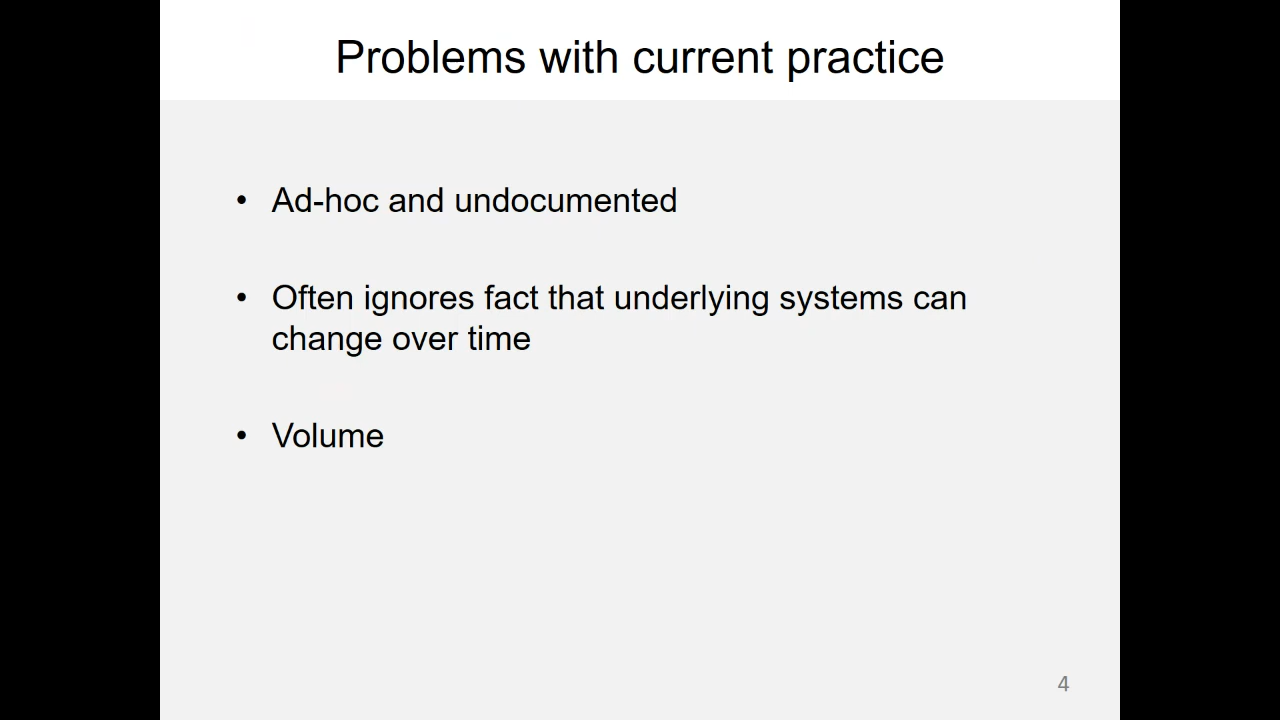 Problems with current practice
• Ad-hoc and undocumented
• Often ignores fact that underlying systems can
change over time
• Volume
4